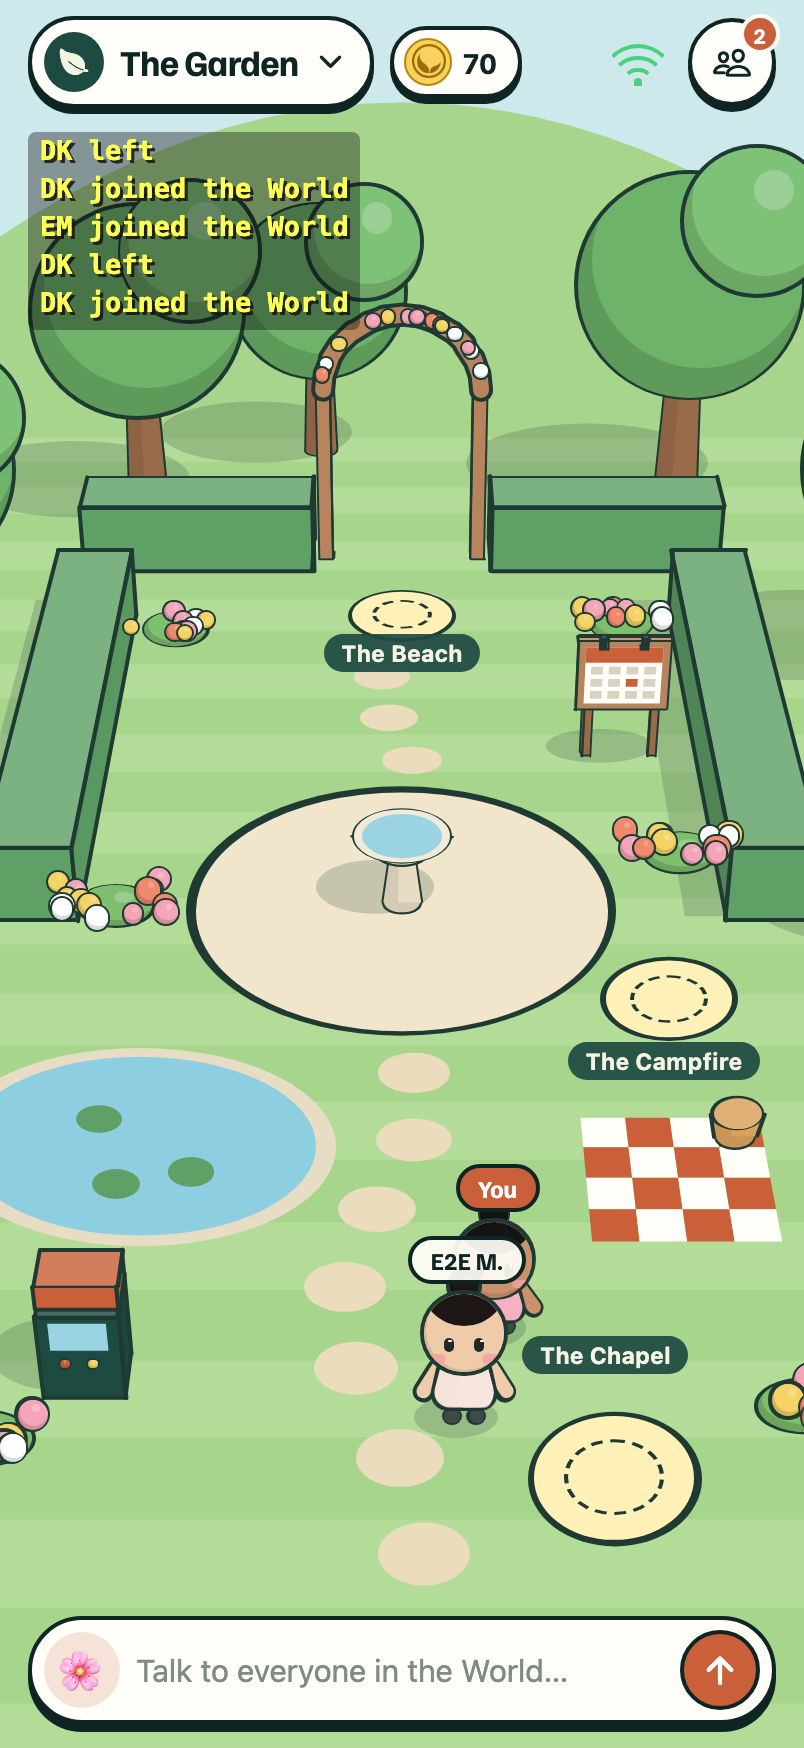 The Garden
70
2
DK left
DK joined the World
EM joined the World
DK left
DK joined the World
The Beach
The Campfire
You
E2E M.
The Chapel
Talk to everyone in the World...